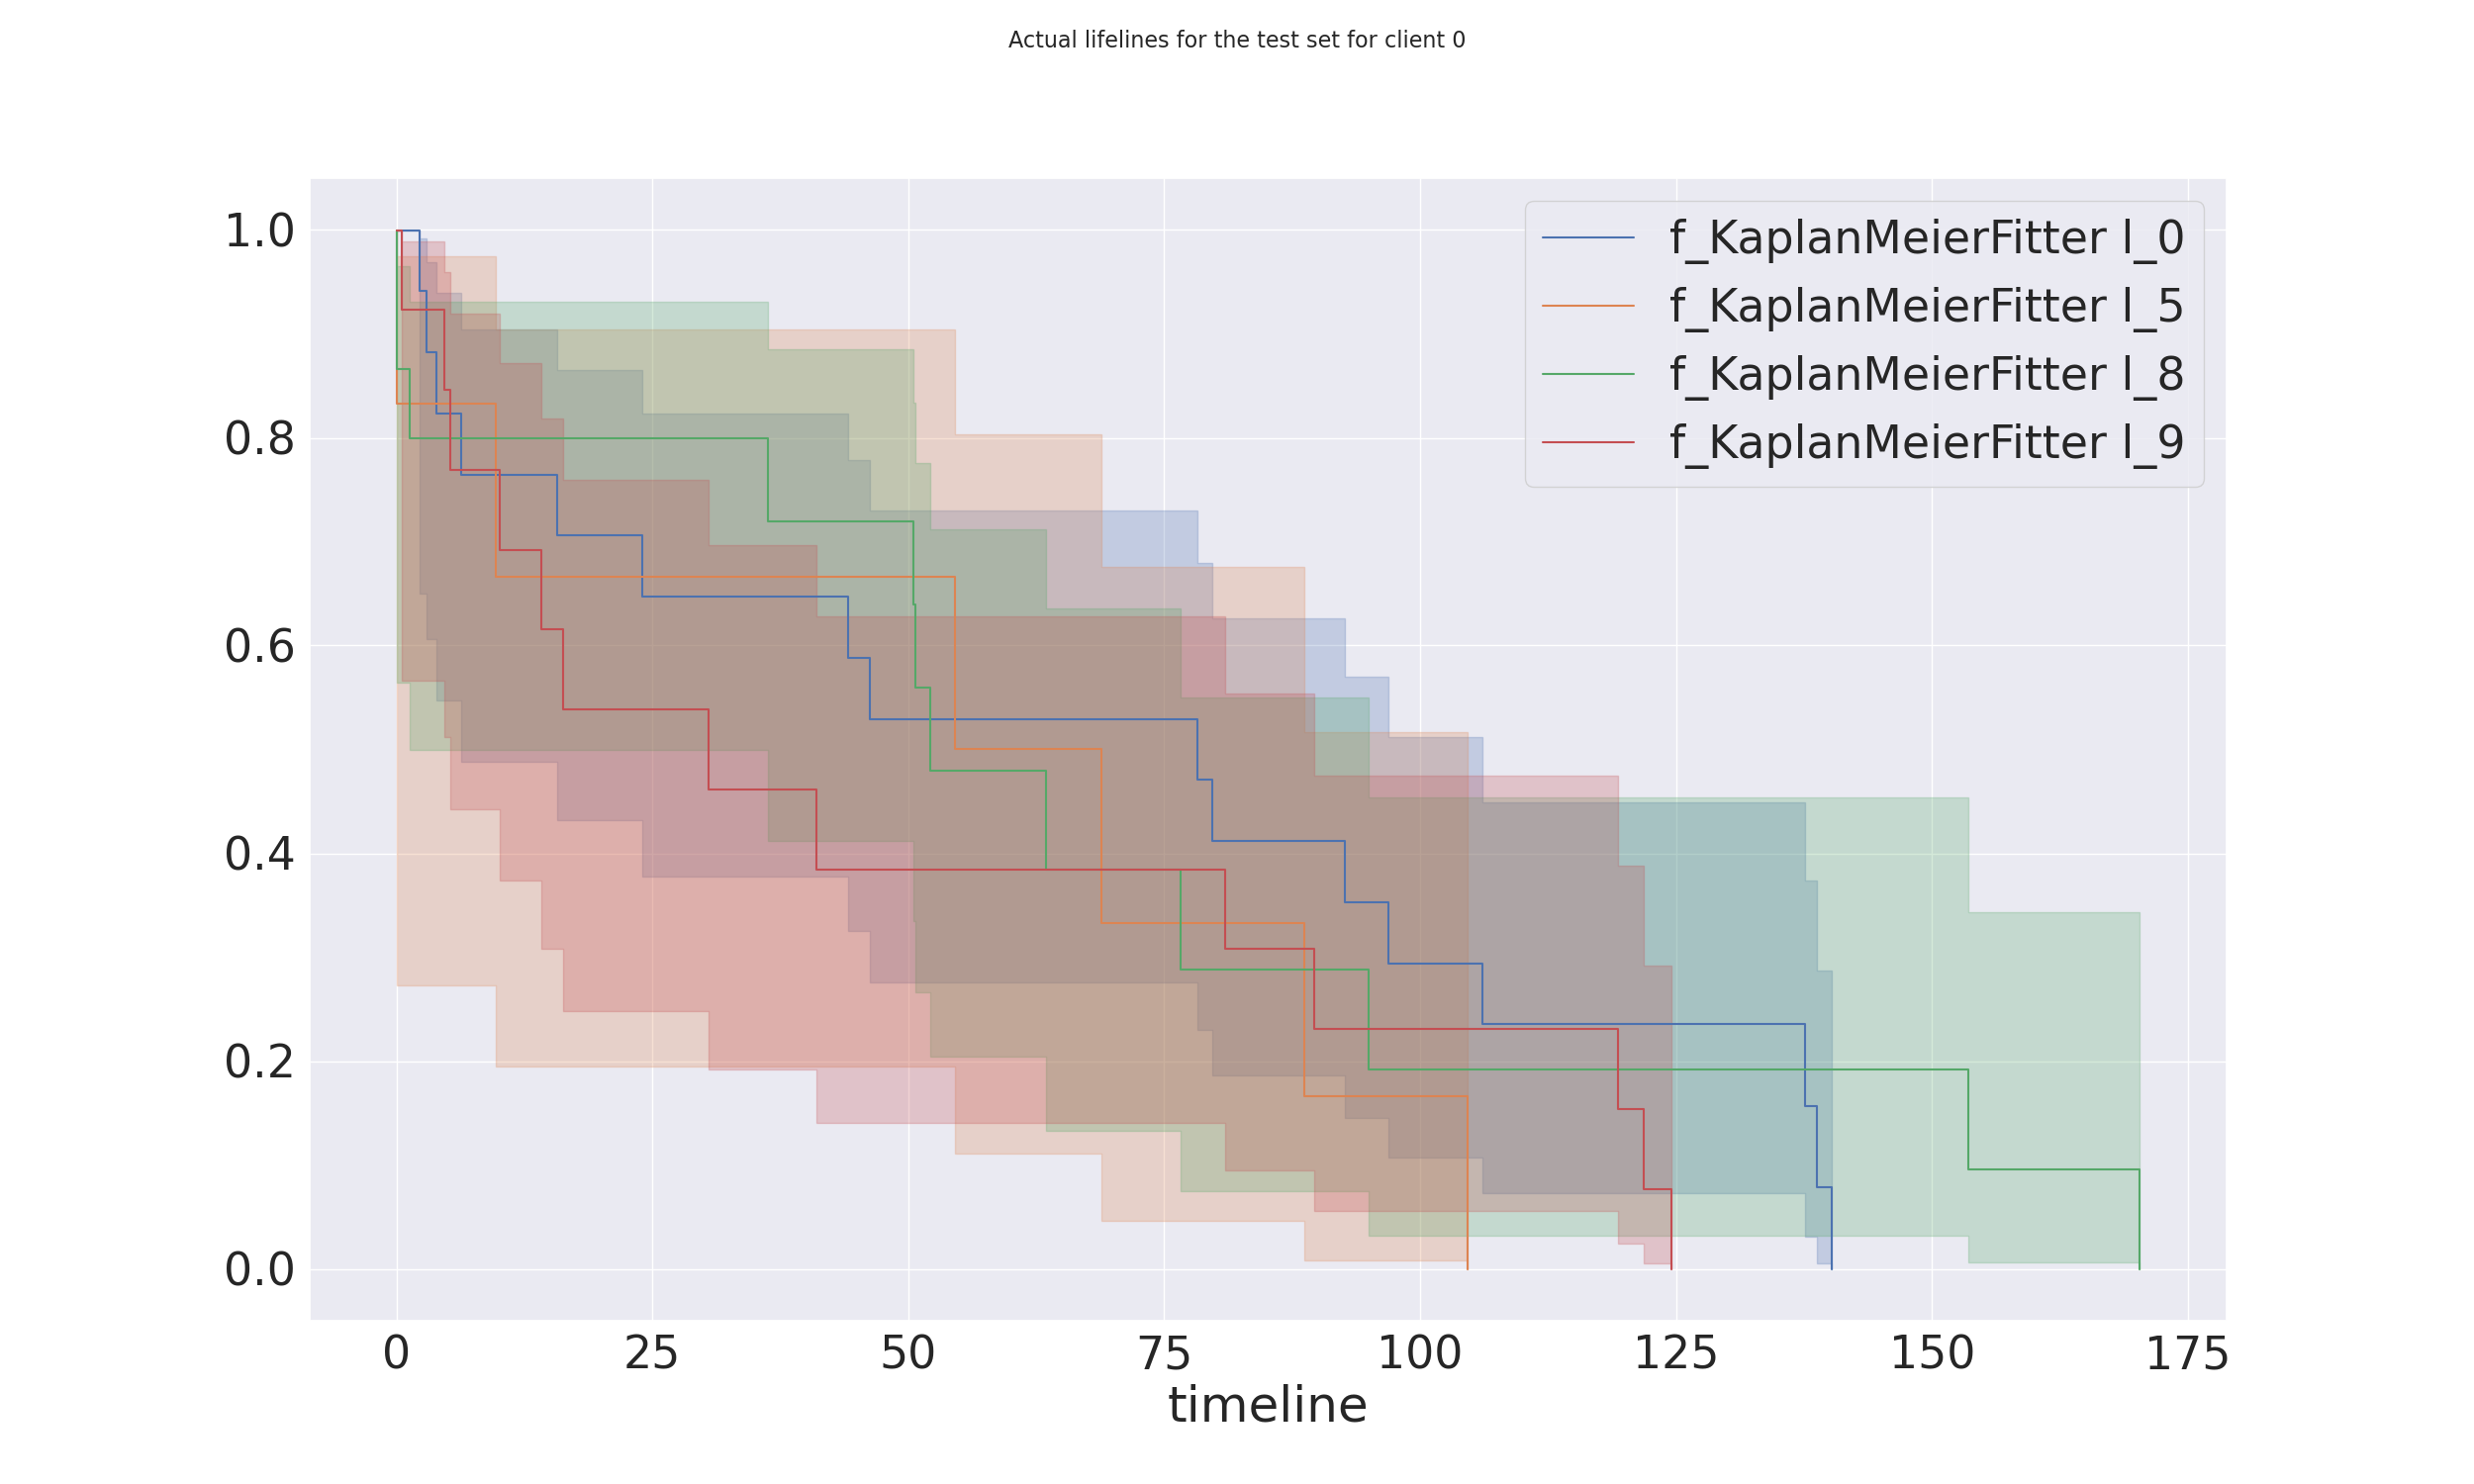 Actual lifelines for the test set for client 0
f_KaplanMeierFitter l_0
f_KaplanMeierFitter l_5
f_KaplanMeierFitter l_8
f_KaplanMeierFitter l_9
1.0
0.8
0.6
0.4
0.2
0.0
0 25 50 75 100 125 150 175
timeline